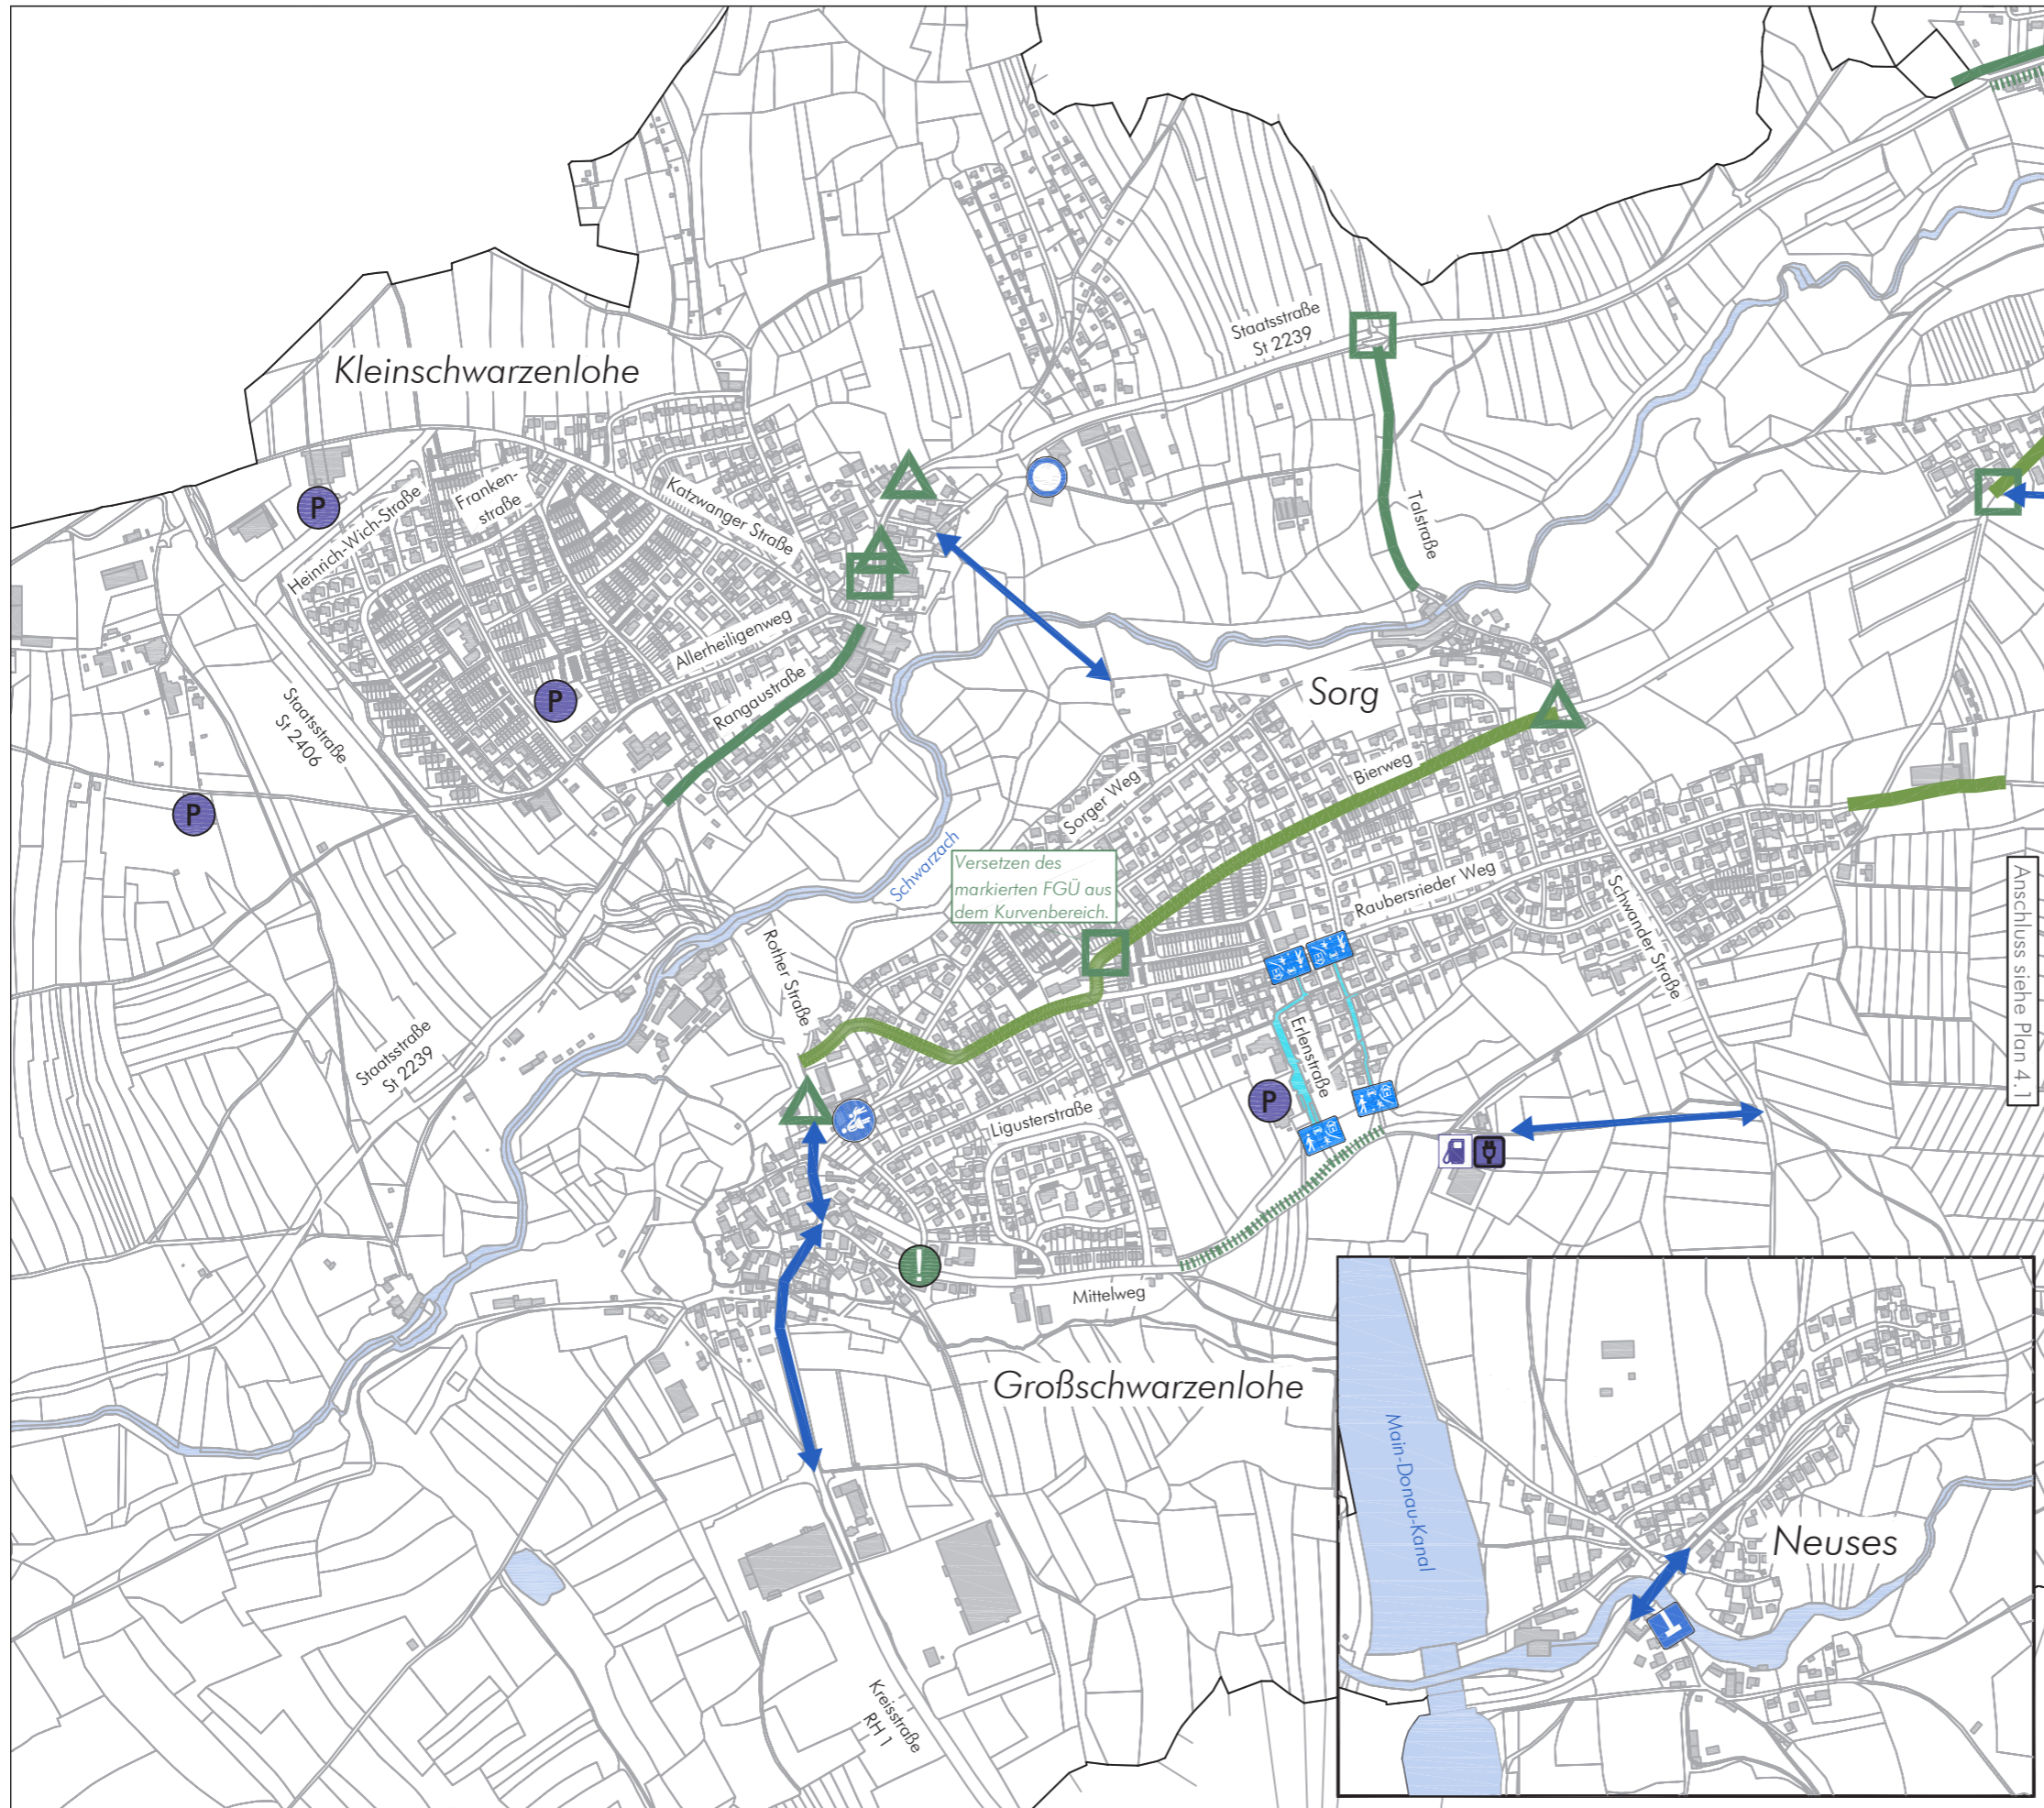 Kleinschwarzenlohe
Staatsstraße
St 2239
P
Heinrich-Wich-Straße
Franken-
straße
Katzwanger Straße
Talstraße
Allerheiligenweg
Rangaustraße
P
Staatsstraße
St 2406
Sorg
P
Bierweg
Sorger Weg
Schwarzach
Versetzen des
markierten FGÜ aus
dem Kurvenbereich.
Raubersrieder Weg
Schwander Straße
Anschluss siehe Plan 4.1
Rother Straße
Staatsstraße
St 2239
Erlenstraße
P
Ligusterstraße
!
Mittelweg
Großschwarzenlohe
Main-Donau-Kanal
Neuses
Kreisstraße
RH 1